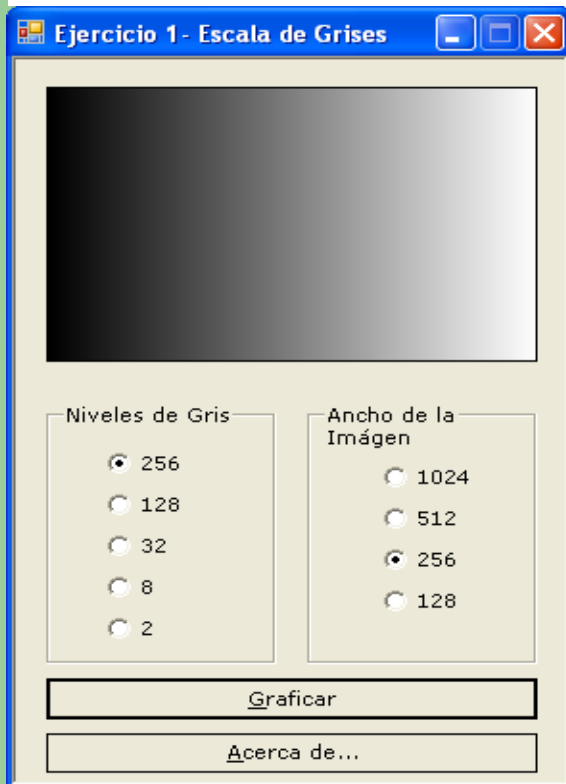 Ejercicio 1- Escala de Grises
Niveles de Gris
256
128
32
8
2
Ancho de la
Imágen
1024
512
256
128
Graficar
Acerca de...